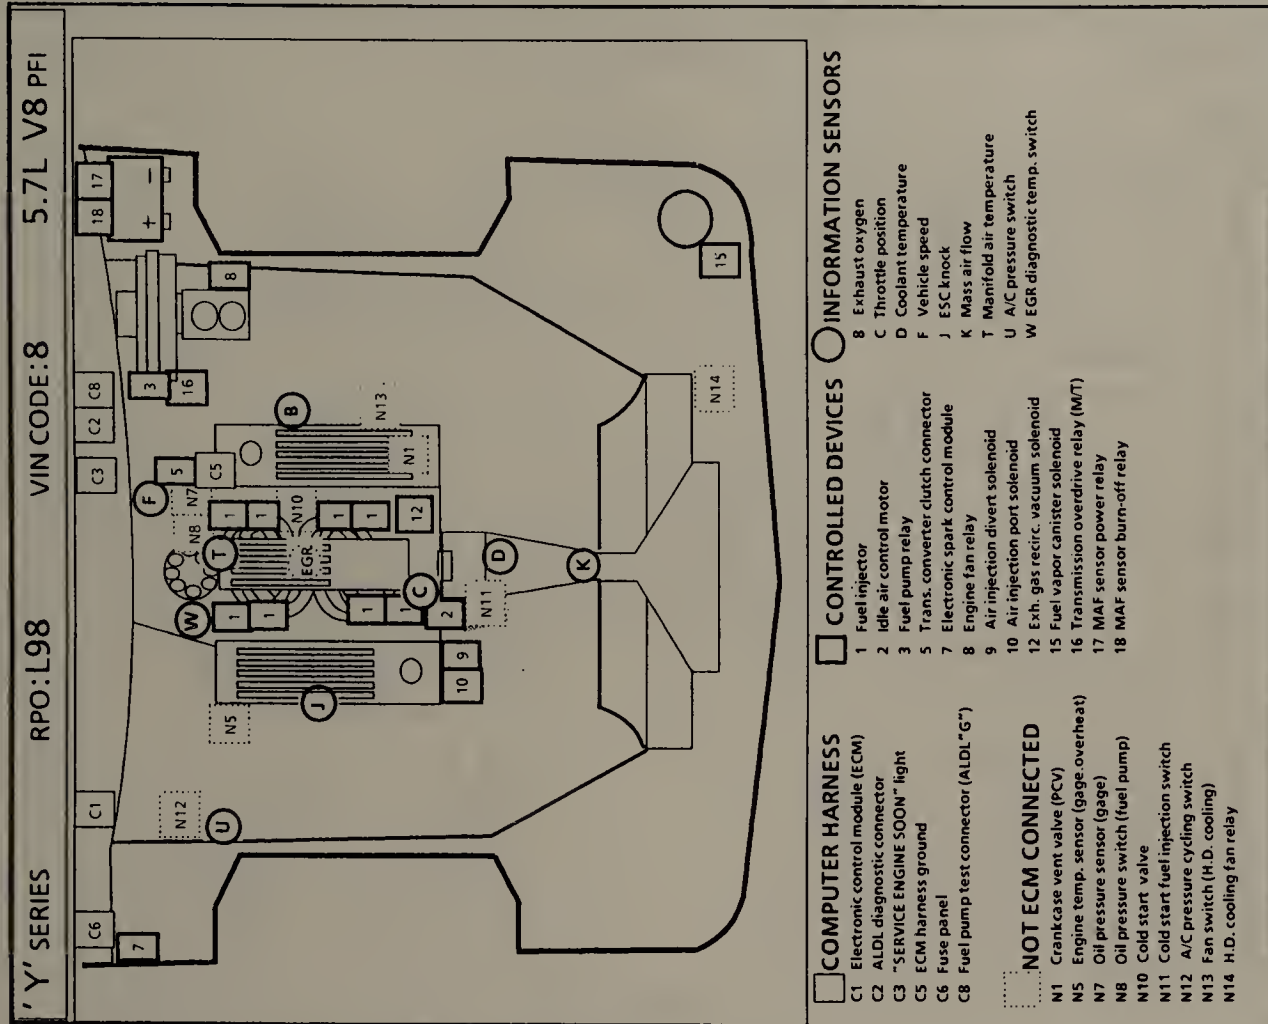 'Y' SERIES RPO:L98 VIN CODE:8 5.7L V8 PFI
C6 C1 C3 C2 C8 18 17
7 F 3 + −
N12 W N8 N7 5 16
U N5 T C5 8
1 1
1 1
EGR N10
J B
1 1
1 1
N13
C N1
2 12
10 9
N11 D
K
N14 15
COMPUTER HARNESS
C1 Electronic control module (ECM)
C2 ALDL diagnostic connector
C3 "SERVICE ENGINE SOON" light
C5 ECM harness ground
C6 Fuse panel
C8 Fuel pump test connector (ALDL "G")
NOT ECM CONNECTED
N1 Crankcase vent valve (PCV)
N5 Engine temp. sensor (gage.overheat)
N7 Oil pressure sensor (gage)
N8 Oil pressure switch (fuel pump)
N10 Cold start valve
N11 Cold start fuel injection switch
N12 A/C pressure cycling switch
N13 Fan switch (H.D. cooling)
N14 H.D. cooling fan relay
CONTROLLED DEVICES
1 Fuel injector
2 Idle air control motor
3 Fuel pump relay
5 Trans. converter clutch connector
7 Electronic spark control module
8 Engine fan relay
9 Air injection divert solenoid
10 Air injection port solenoid
12 Exh. gas recirc. vacuum solenoid
15 Fuel vapor canister solenoid
16 Transmission overdrive relay (M/T)
17 MAF sensor power relay
18 MAF sensor burn-off relay
INFORMATION SENSORS
B Exhaust oxygen
C Throttle position
D Coolant temperature
F Vehicle speed
J ESC knock
K Mass air flow
T Manifold air temperature
U A/C pressure switch
W EGR diagnostic temp. switch